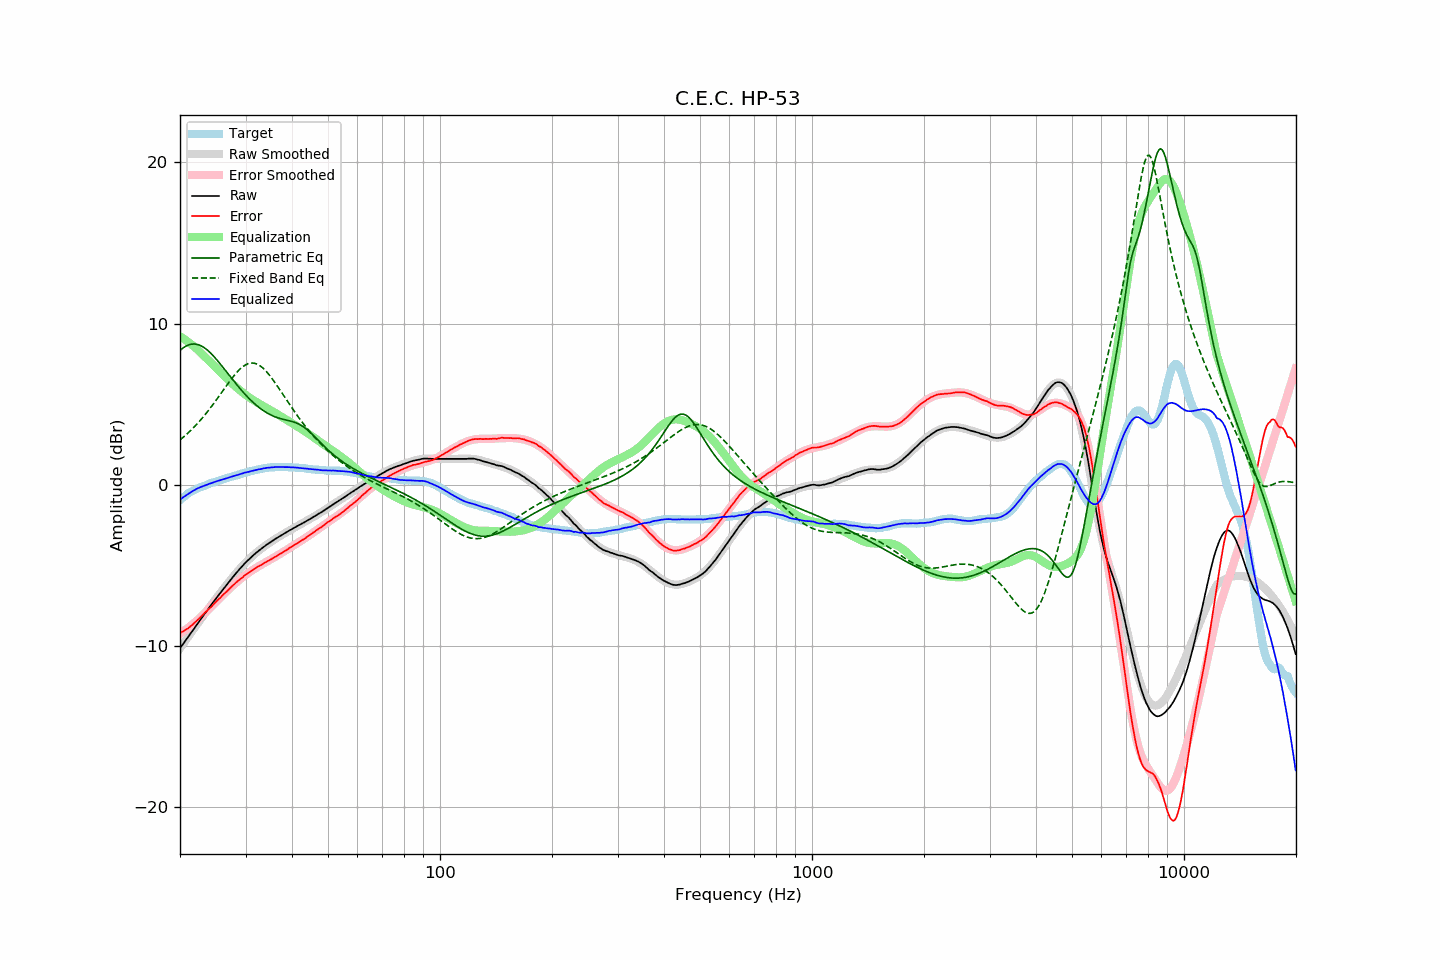 C.E.C. HP-53
Target
Raw Smoothed
Error Smoothed
Raw
Error
Equalization
Parametric Eq
Fixed Band Eq
Equalized
20
10
0
−10
−20
Amplitude (dBr)
100
1000
10000
Frequency (Hz)